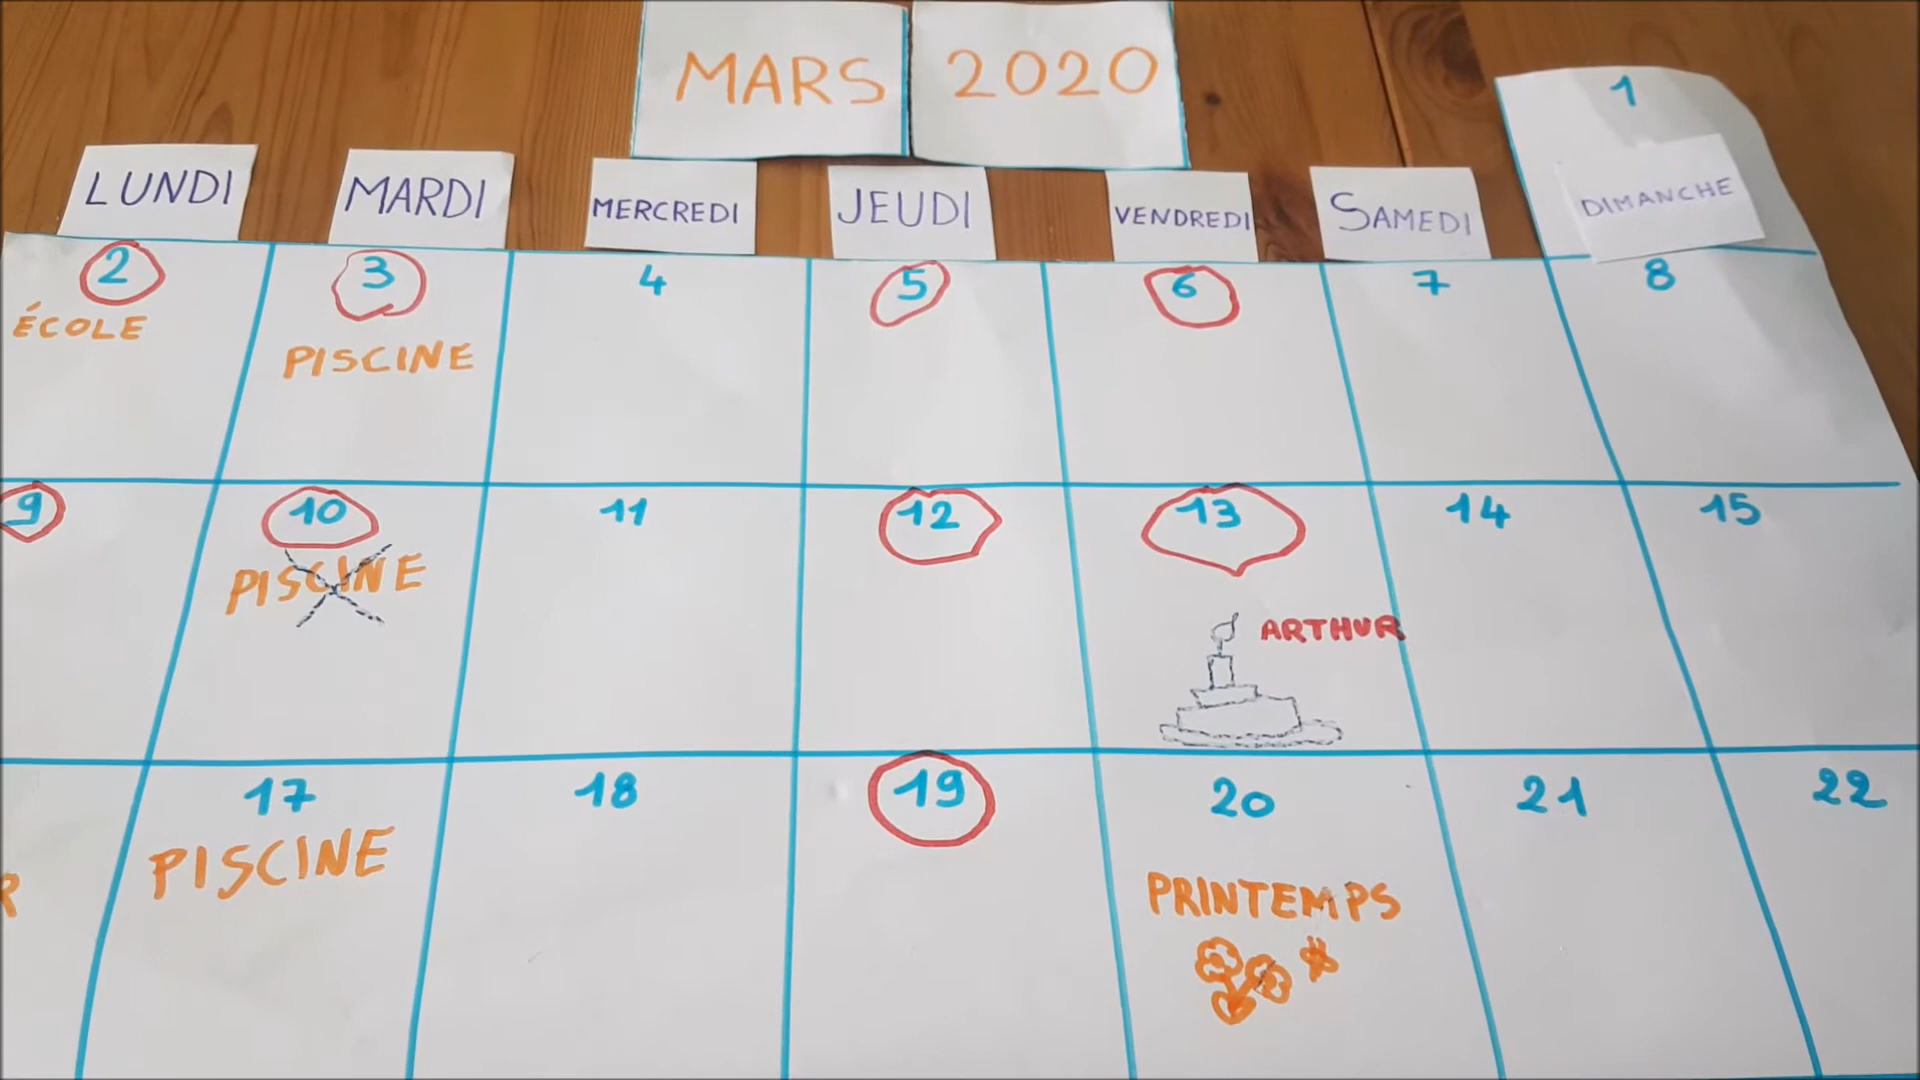 MARS 2020
1
LUNDI MARDI MERCREDI JEUDI VENDREDI SAMEDI DIMANCHE
2 3 4 5 6 7 8
ÉCOLE PISCINE
9 10 11 12 13 14 15
PISCINE
ARTHUR
17 18 19 20 21 22
PISCINE PRINTEMPS
R